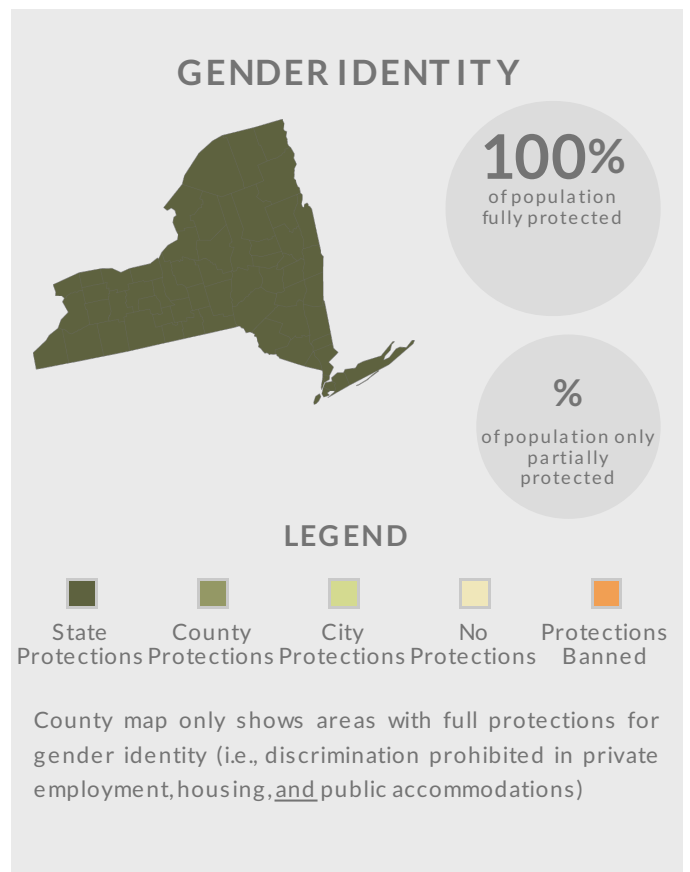 GENDER IDENTITY
100%
of population
fully protected
%
of population only
partially
protected
LEGEND
State
Protections
County
Protections
City
Protections
No
Protections
Protections
Banned
County map only shows areas with full protections for
gender identity (i.e., discrimination prohibited in private
employment, housing, and public accommodations)